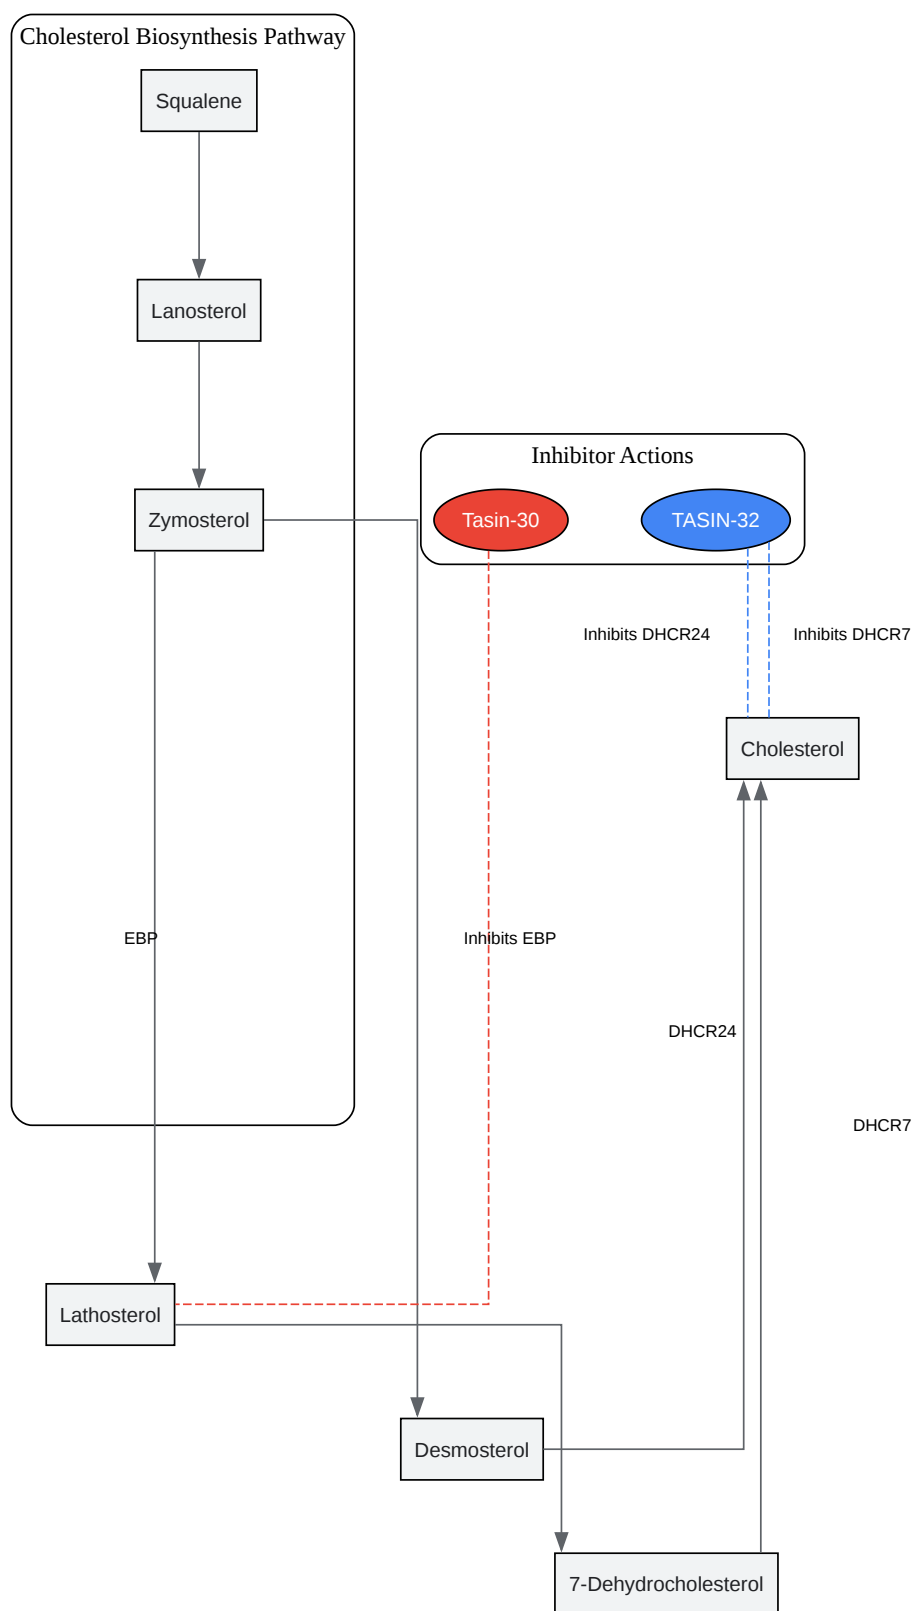 Cholesterol Biosynthesis Pathway
Squalene
Lanosterol
Inhibitor Actions
Zymosterol
Tasin-30
TASIN-32
Inhibits DHCR24
Inhibits DHCR7
Cholesterol
EBP
Inhibits EBP
DHCR24
DHCR7
Lathosterol
Desmosterol
7-Dehydrocholesterol